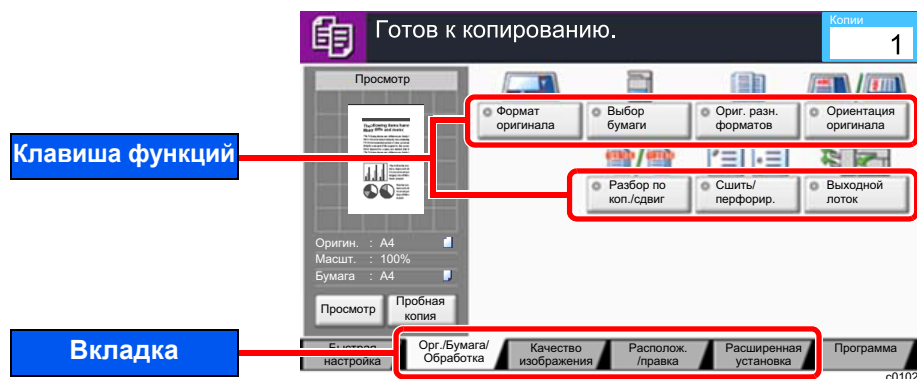 Готов к копированию.
Копии
1
Просмотр
Формат
оригинала
Выбор
бумаги
Ориг. разн.
форматов
Ориентация
оригинала
Клавиша функций
Разбор по
коп./сдвиг
Сшить/
перфорир.
Выходной
лоток
Оригин. : A4
Масшт. : 100%
Бумага : A4
Просмотр
Пробная
копия
Вкладка
Быстрая
настройка
Орг./Бумага/
Обработка
Качество
изображения
Располож.
/правка
Расширенная
установка
Программа
c0102